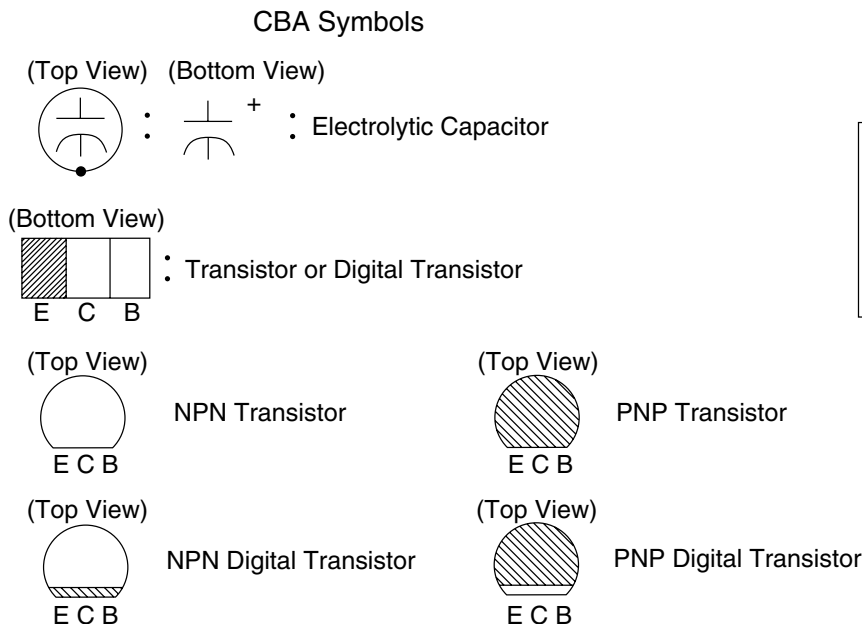 CBA Symbols
(Top View) (Bottom View)
+
: : Electrolytic Capacitor
(Bottom View)
: Transistor or Digital Transistor
E C B
(Top View) (Top View)
NPN Transistor PNP Transistor
E C B E C B
(Top View) (Top View)
NPN Digital Transistor PNP Digital Transistor
E C B E C B